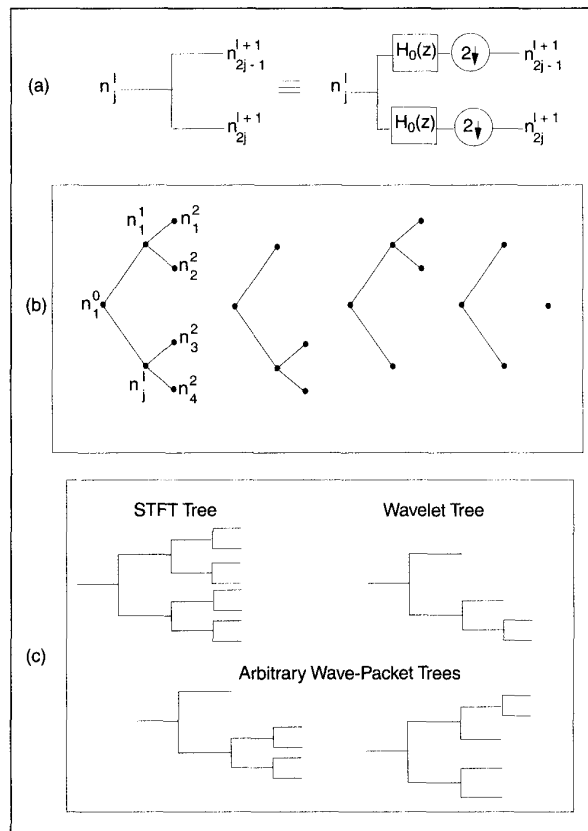 (a)
n_j^l
n_{2j-1}^{l+1}
n_{2j}^{l+1}
≡
n_j^l
H_0(z)
2↓
n_{2j-1}^{l+1}
H_0(z)
2↓
n_{2j}^{l+1}
(b)
n_1^0
n_1^1
n_1^2
n_2^2
n_j^l
n_3^2
n_4^2
(c)
STFT Tree
Wavelet Tree
Arbitrary Wave-Packet Trees